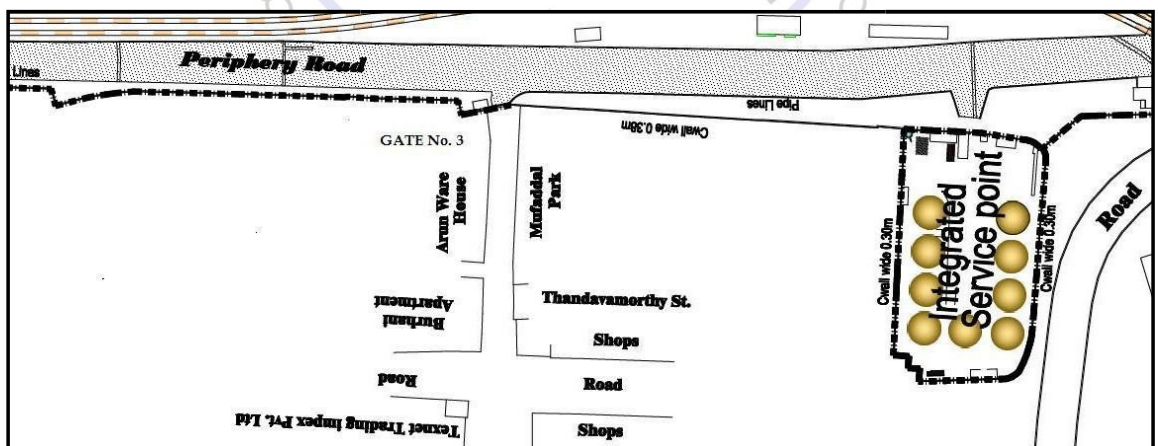 Periphery Road
Lines
Pipe Lines
Cwall wide 0.38m
GATE No. 3
Arun Ware
House
Mufaddal
Park
Integrated
Service point
Cwall wide 0.30m
Cwall wide 0.30m
Road
Burhani
Apartment
Thandavamorthy St.
Shops
Road
Road
Texnet Trading Impex Pvt. Ltd
Shops